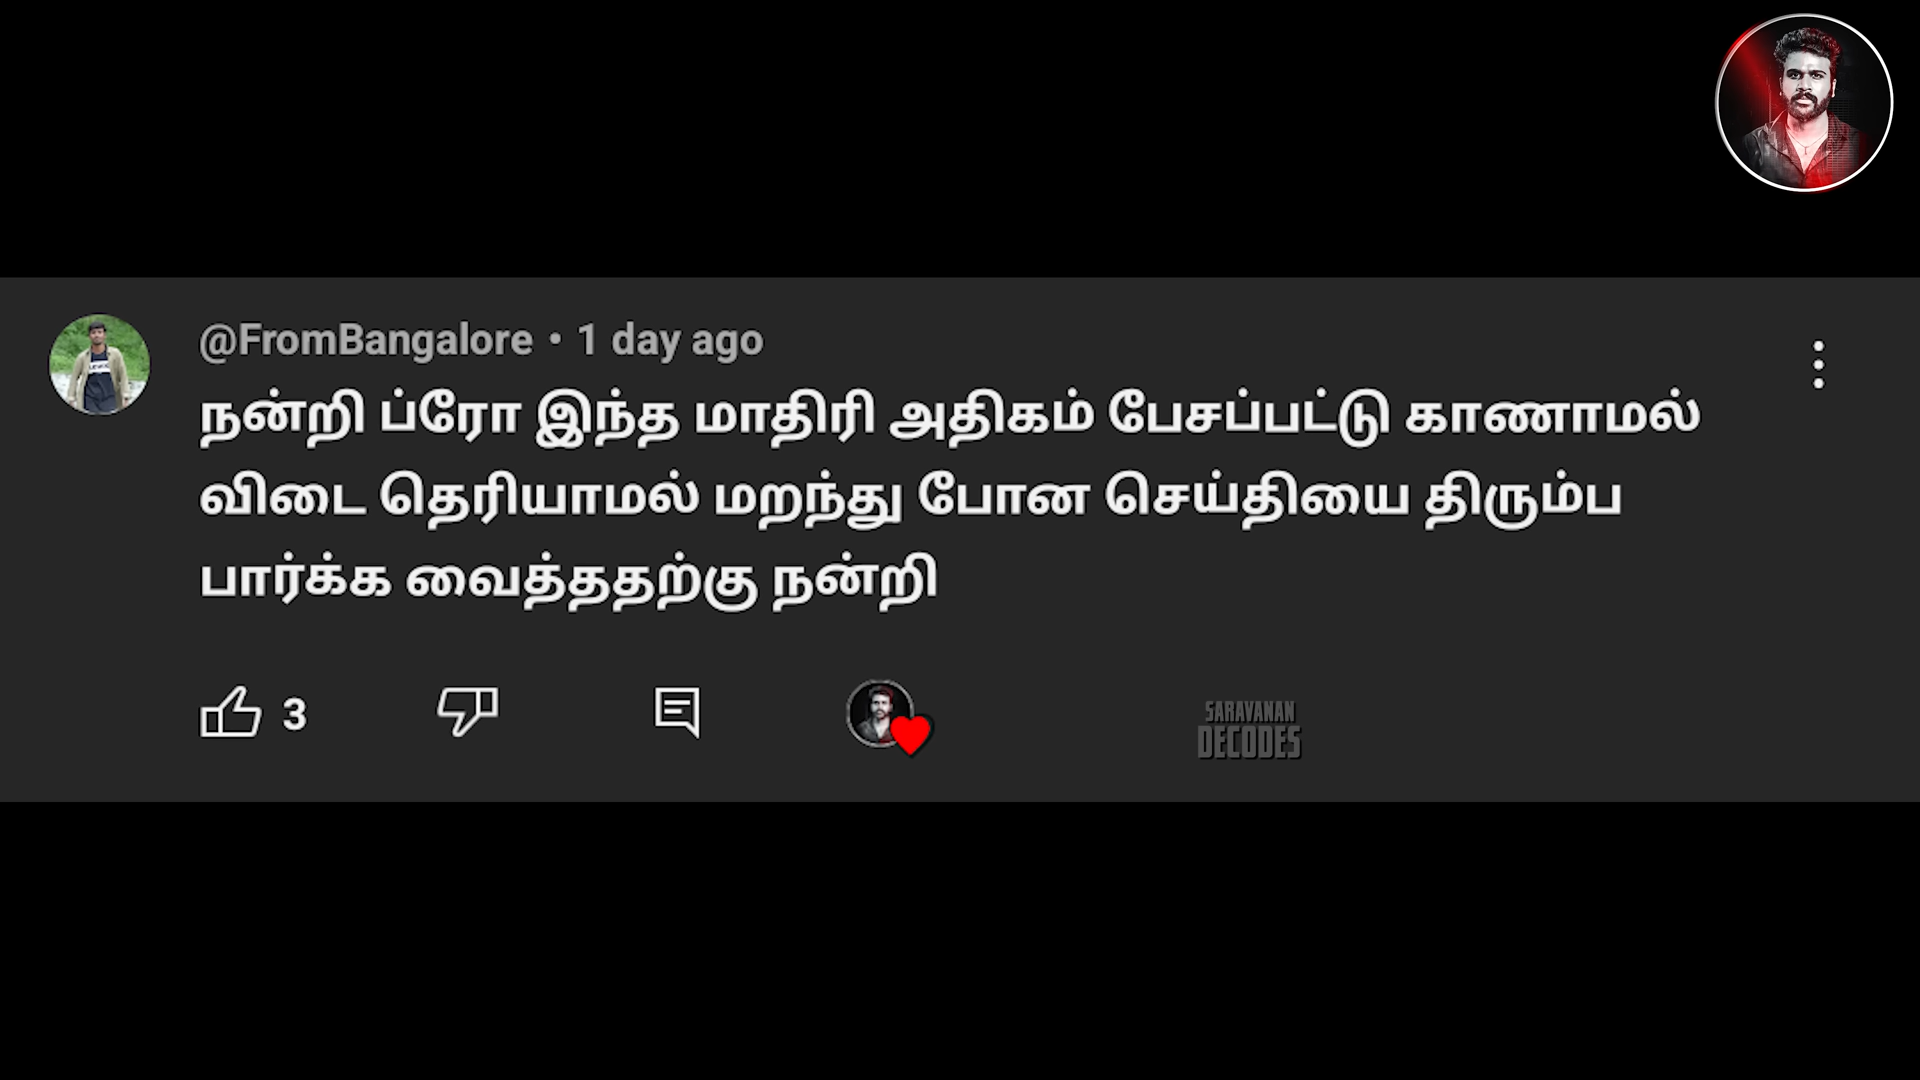 @FromBangalore • 1 day ago
நன்றி ப்ரோ இந்த மாதிரி அதிகம் பேசப்பட்டு காணாமல்
விடை தெரியாமல் மறந்து போன செய்தியை திரும்ப
பார்க்க வைத்ததற்கு நன்றி
3
SARAVANAN
DECODES